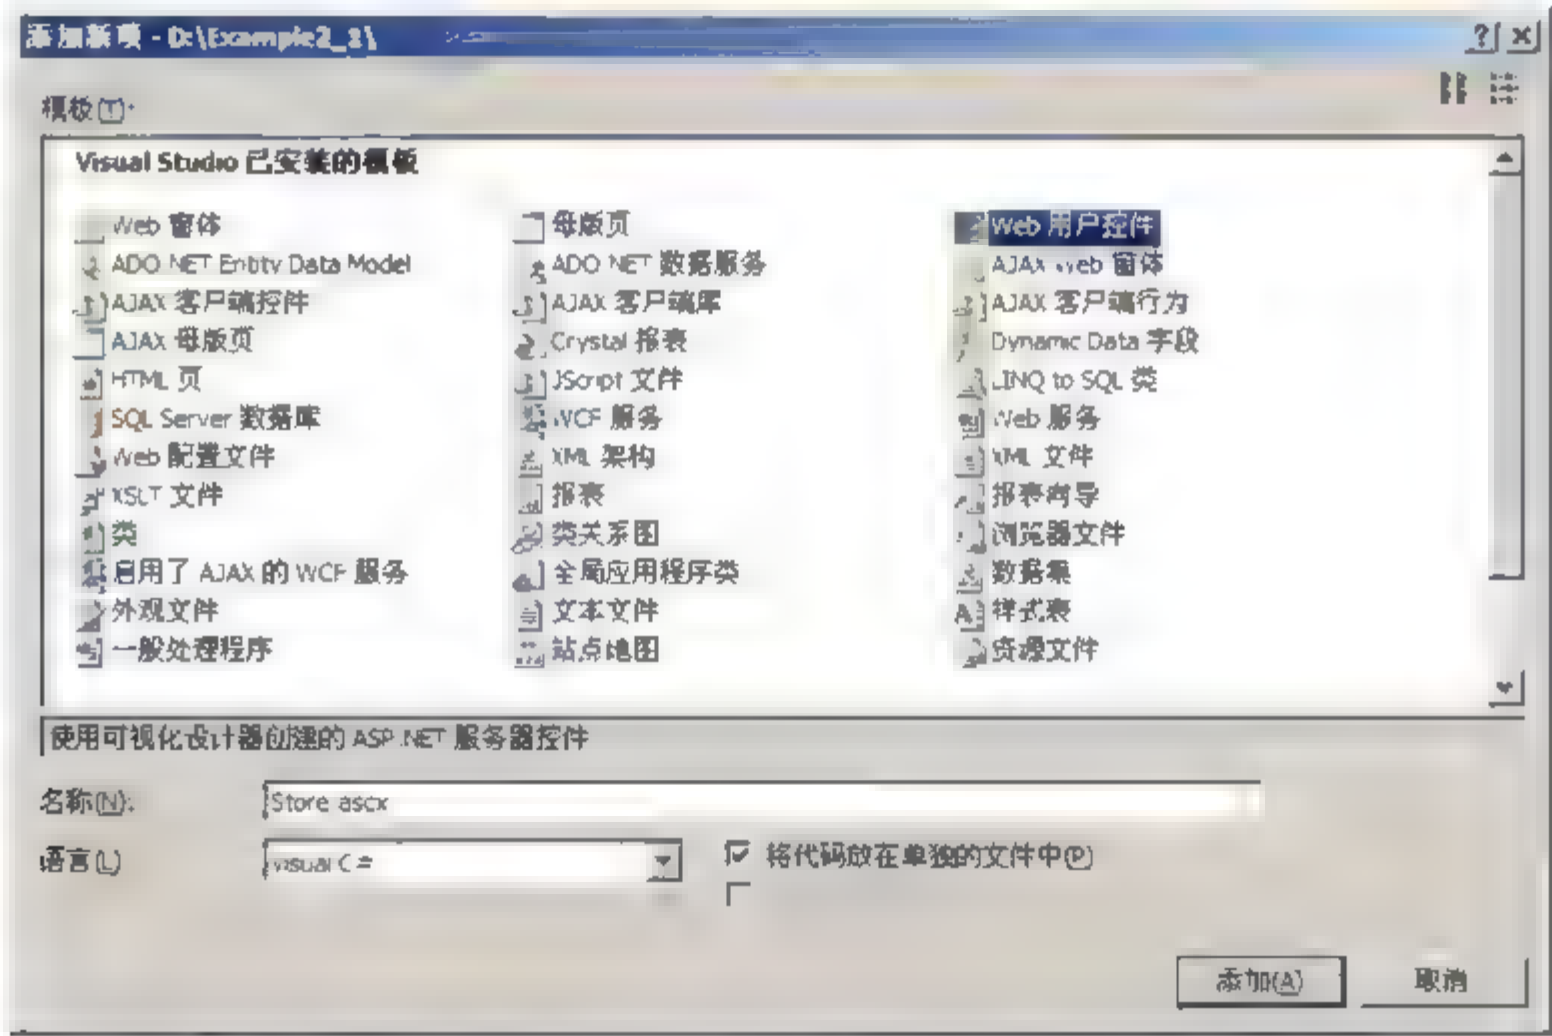 添加新项 - D:\Example2_1\
模板(T):
Visual Studio 已安装的模板
Web 窗体 母版页 Web 用户控件
ADO.NET Entity Data Model ADO.NET 数据服务 AJAX Web 窗体
AJAX 客户端控件 AJAX 客户端库 AJAX 客户端行为
AJAX 母版页 Crystal 报表 Dynamic Data 字段
HTML 页 JScript 文件 LINQ to SQL 类
SQL Server 数据库 WCF 服务 Web 服务
Web 配置文件 XML 架构 XML 文件
XSLT 文件 报表 报表向导
类 类关系图 浏览器文件
启用了 AJAX 的 WCF 服务 全局应用程序类 数据集
外观文件 文本文件 样式表
一般处理程序 站点地图 资源文件
使用可视化设计器创建的 ASP.NET 服务器控件
名称(N): Store.ascx
语言(L) Visual C# 将代码放在单独的文件中(P)
添加(A) 取消